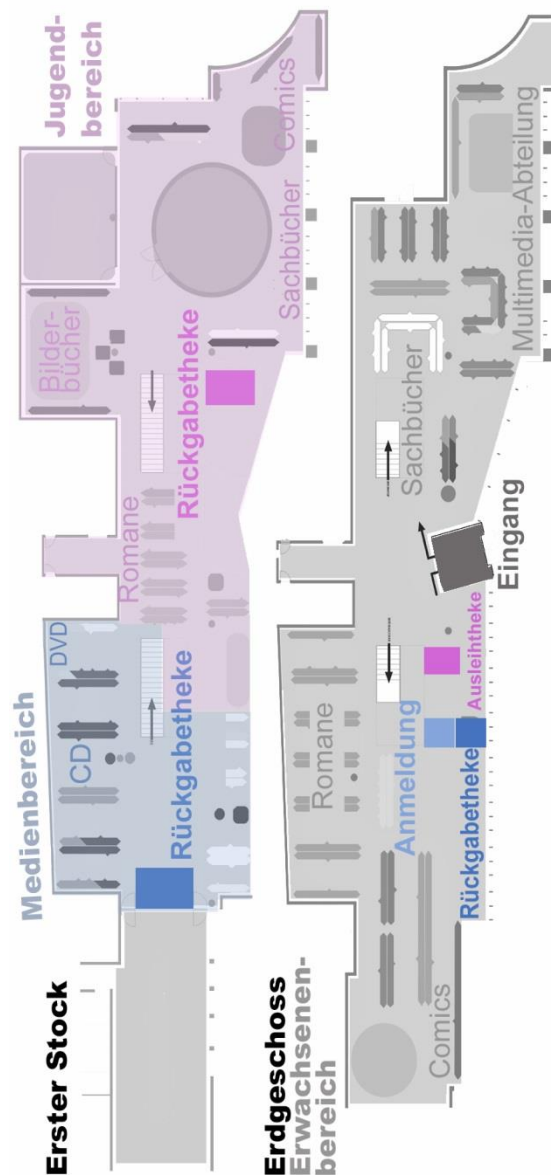 Medienbereich
Jugend-
bereich
Erster Stock
DVD
CD
Bilder-
bücher
Romane
Rückgabetheke
Rückgabetheke
Sachbücher
Comics
Erdgeschoss
Erwachsenen-
bereich
Romane
Anmeldung
Sachbücher
Comics
Rückgabetheke
Ausleihtheke
Eingang
Multimedia-Abteilung